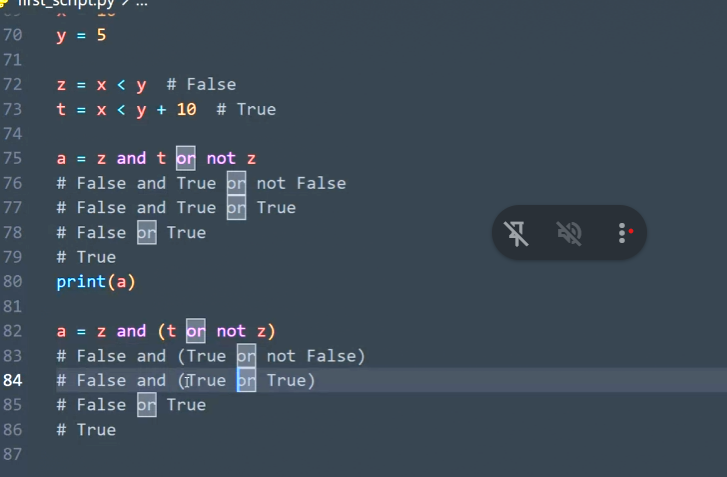 first_script.py > ...
69 x = 10
70 y = 5
71
72 z = x < y # False
73 t = x < y + 10 # True
74
75 a = z and t or not z
76 # False and True or not False
77 # False and True or True
78 # False or True
79 # True
80 print(a)
81
82 a = z and (t or not z)
83 # False and (True or not False)
84 # False and (True or True)
85 # False or True
86 # True
87